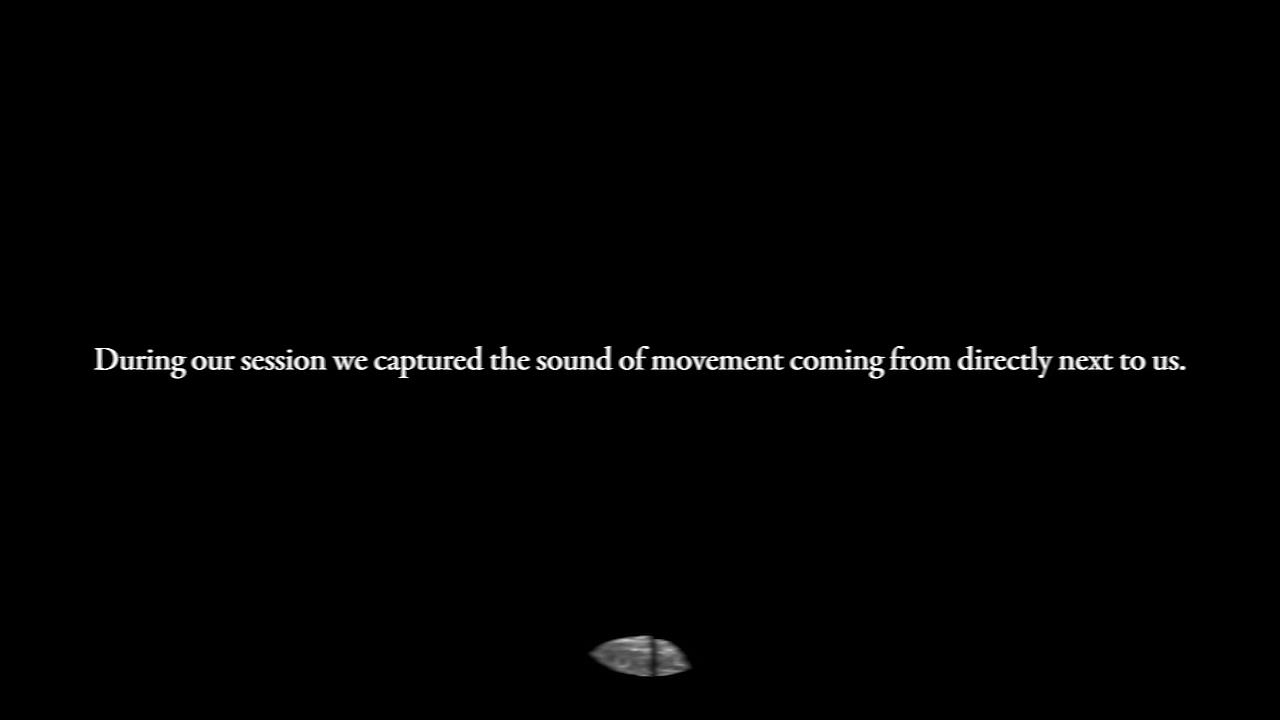 During our session we captured the sound of movement coming from directly next to us.